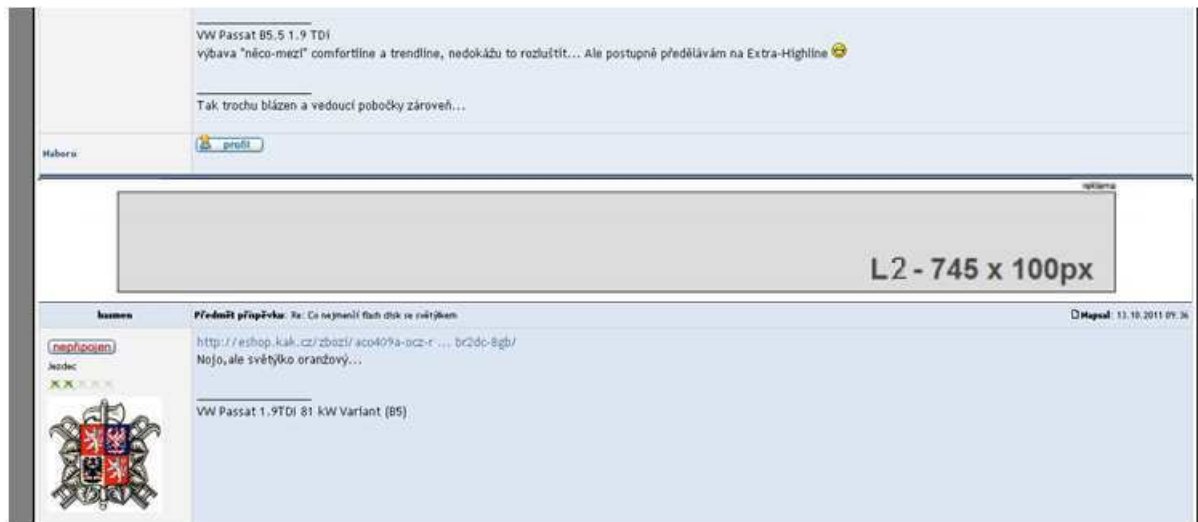 VW Passat B5.5 1.9 TDi
výbava "něco-mezi" comfortline a trendline, nedokážu to rozluštit... Ale postupně předělávám na Extra-Highline
Tak trochu blázen a vedoucí pobočky zároveň...
Nahoru
profil
reklama
L2 - 745 x 100px
hasmen
Předmět příspěvku: Re: Co nejmenší flash disk se světýlkem
Napsal: 13.10.2011 09:36
nepřipojen
http://eshop.kak.cz/zbozi/aco409a-ocz-r ... br2dc-8gb/
Jezdec
Nojo,ale světýlko oranžový...
VW Passat 1.9TDI 81 kW Variant (B5)